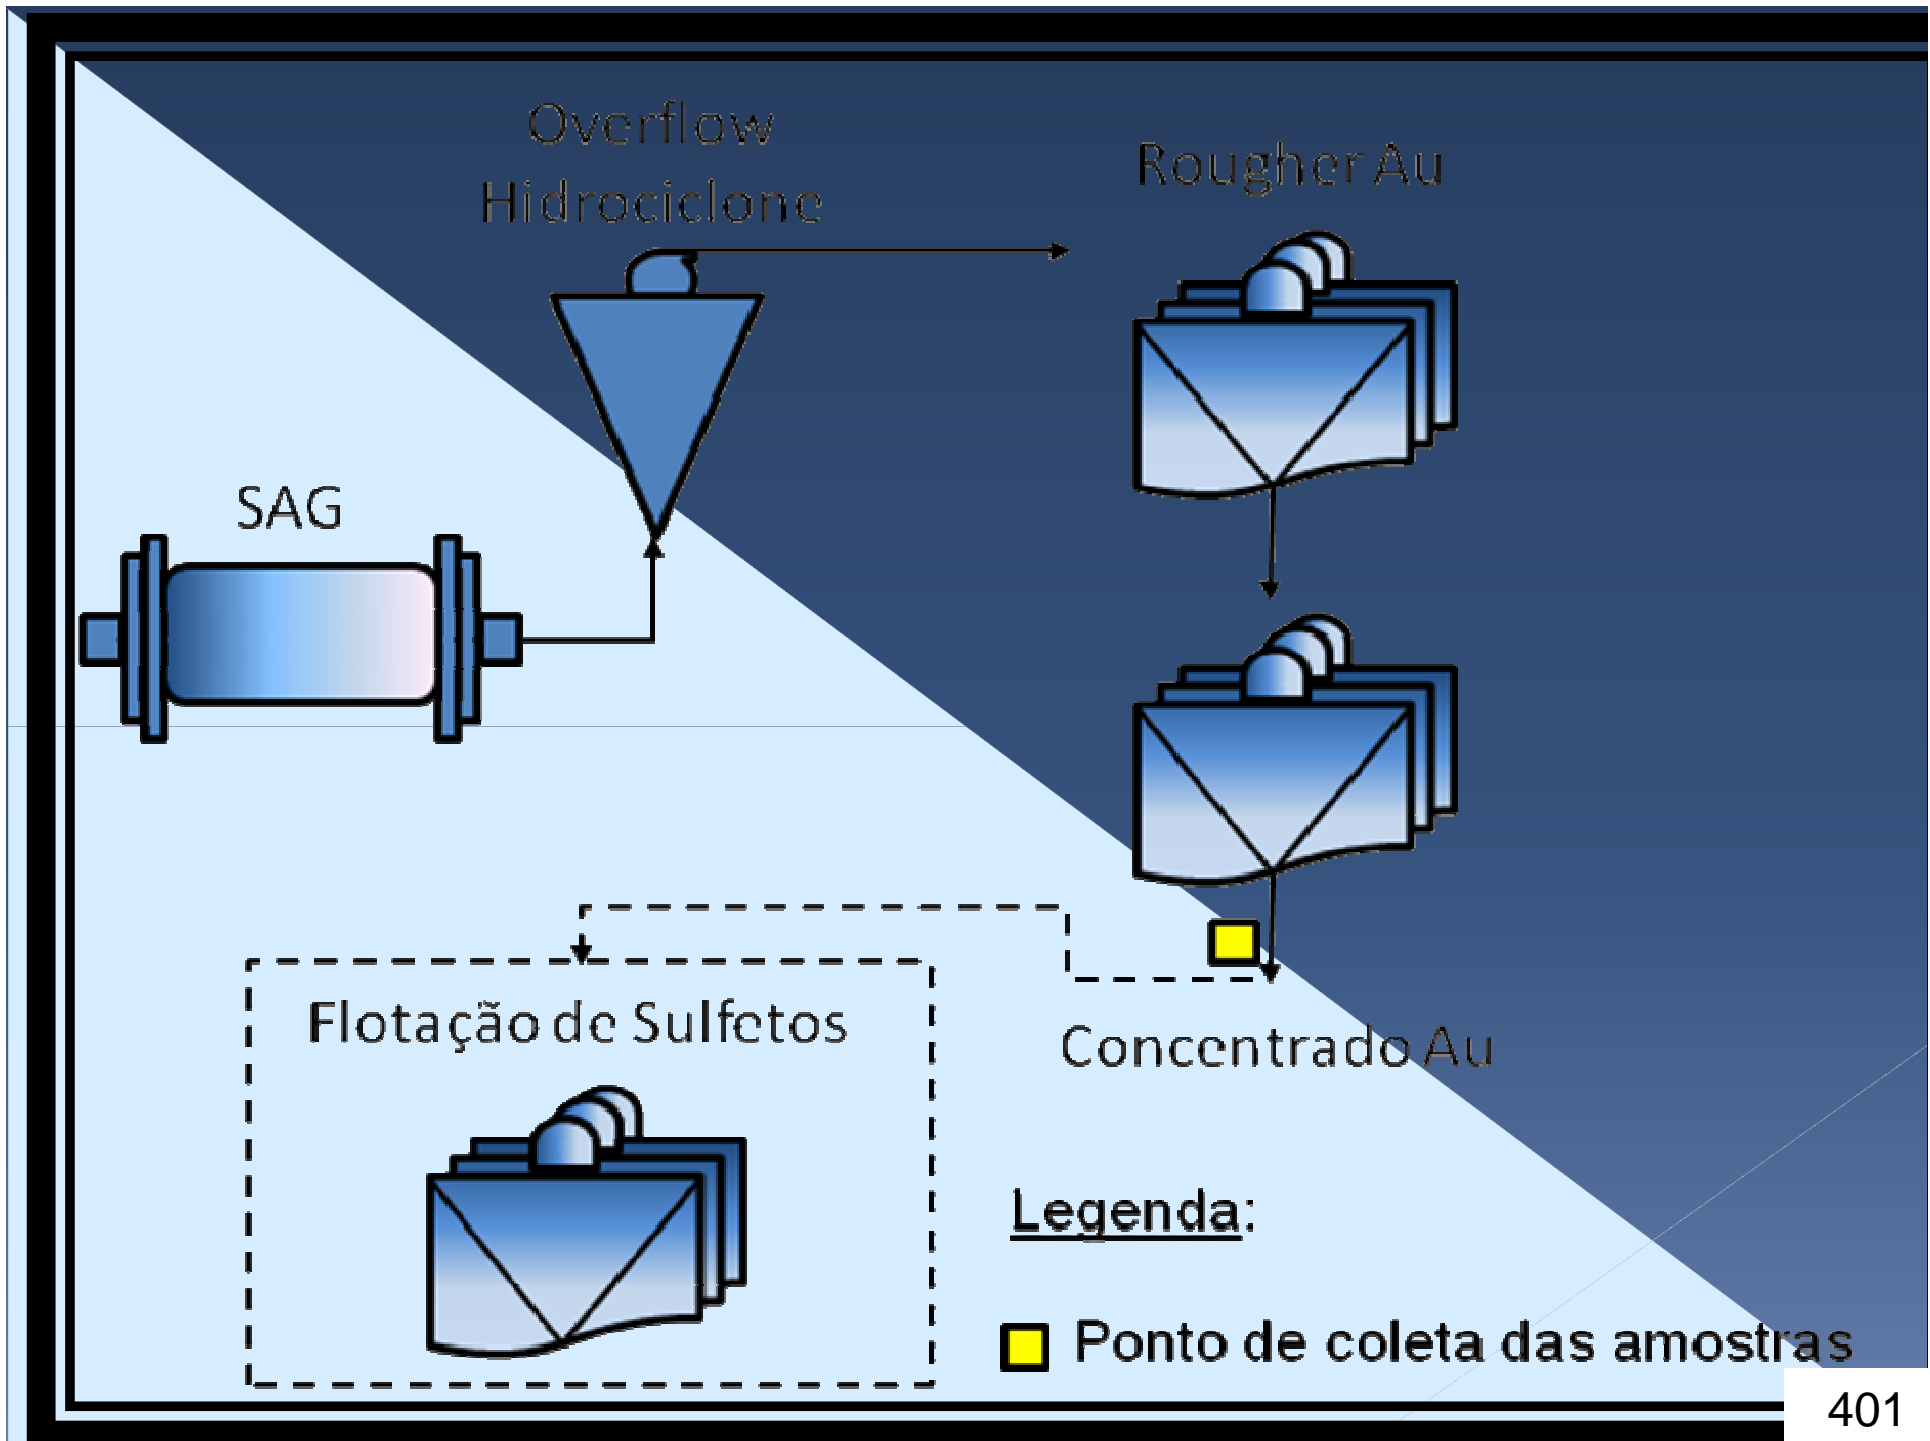 Overflow
Hidrociclone
Rougher Au
SAG
Flotação de Sulfetos
Concentrado Au
Legenda:
Ponto de coleta das amostras
401